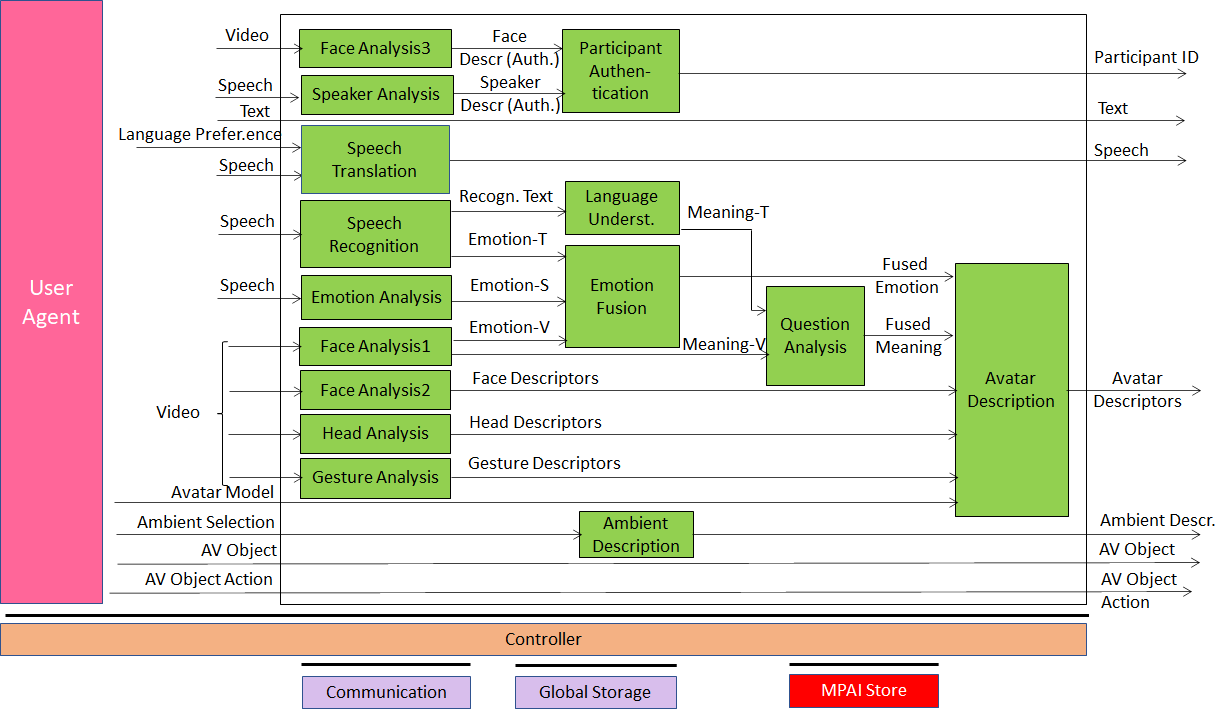 Video
Face Analysis3
Face
Descr (Auth.)
Participant
Authen-
tication
Participant ID
Speech
Speaker Analysis
Speaker
Descr (Auth.)
Text
Text
Language Prefer.ence
Speech
Speech
Translation
Speech
Speech
Speech
Recognition
Recogn. Text
Emotion-T
Language
Underst.
Meaning-T
Speech
Emotion Analysis
Emotion-S
Emotion
Fusion
Fused
Emotion
User
Agent
Face Analysis1
Emotion-V
Meaning-V
Question
Analysis
Fused
Meaning
Video
Face Analysis2
Face Descriptors
Avatar
Description
Avatar
Descriptors
Head Analysis
Head Descriptors
Gesture Analysis
Gesture Descriptors
Avatar Model
Ambient Selection
Ambient
Description
Ambient Descr.
AV Object
AV Object
AV Object Action
AV Object
Action
Controller
Communication
Global Storage
MPAI Store